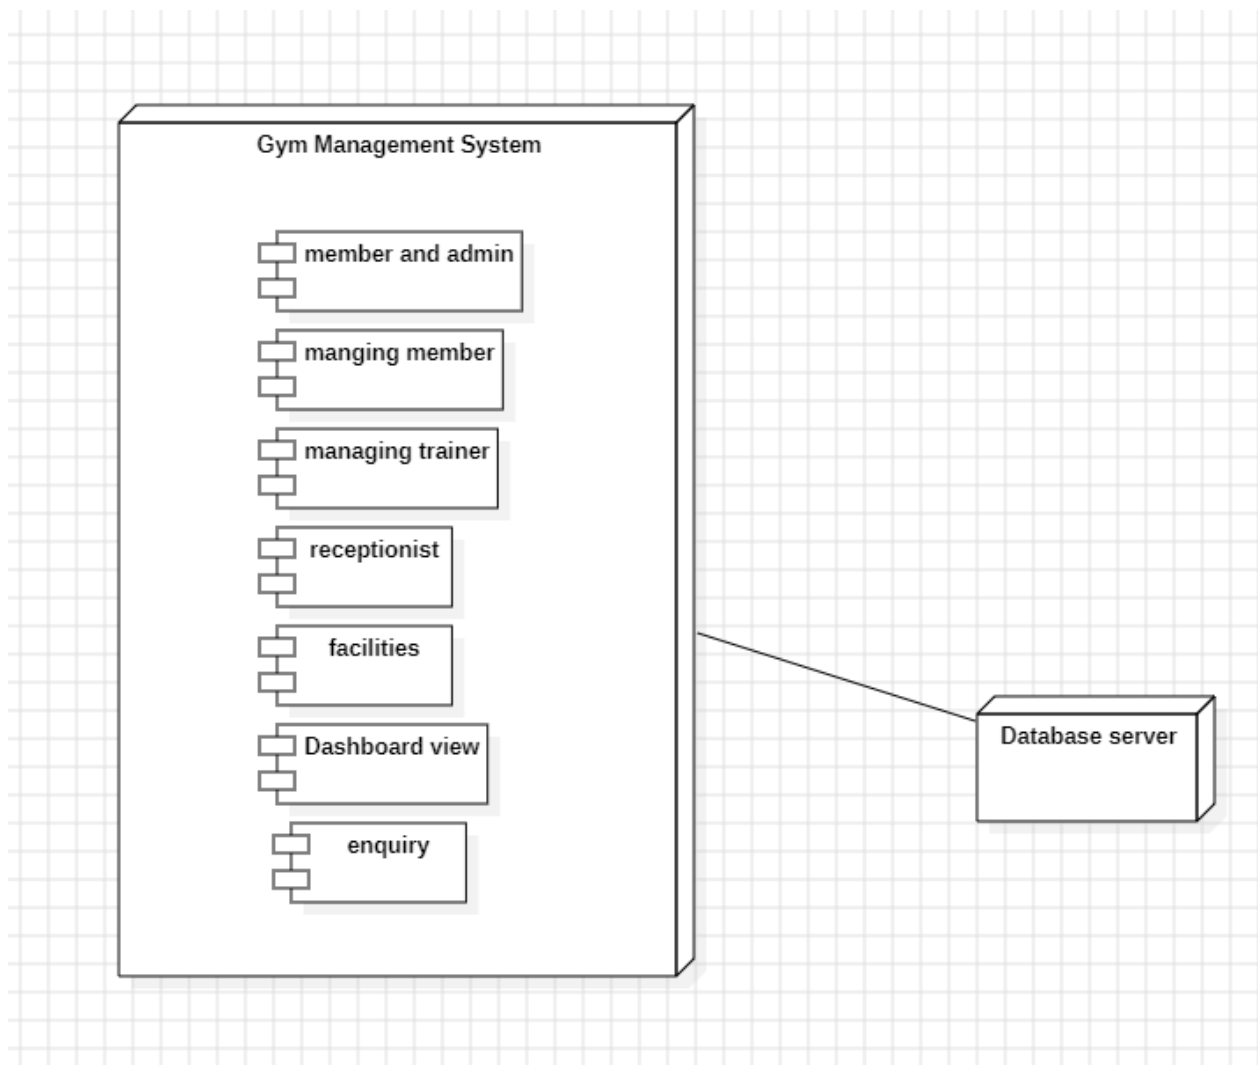 Gym Management System
member and admin
manging member
managing trainer
receptionist
facilities
Dashboard view
enquiry
Database server